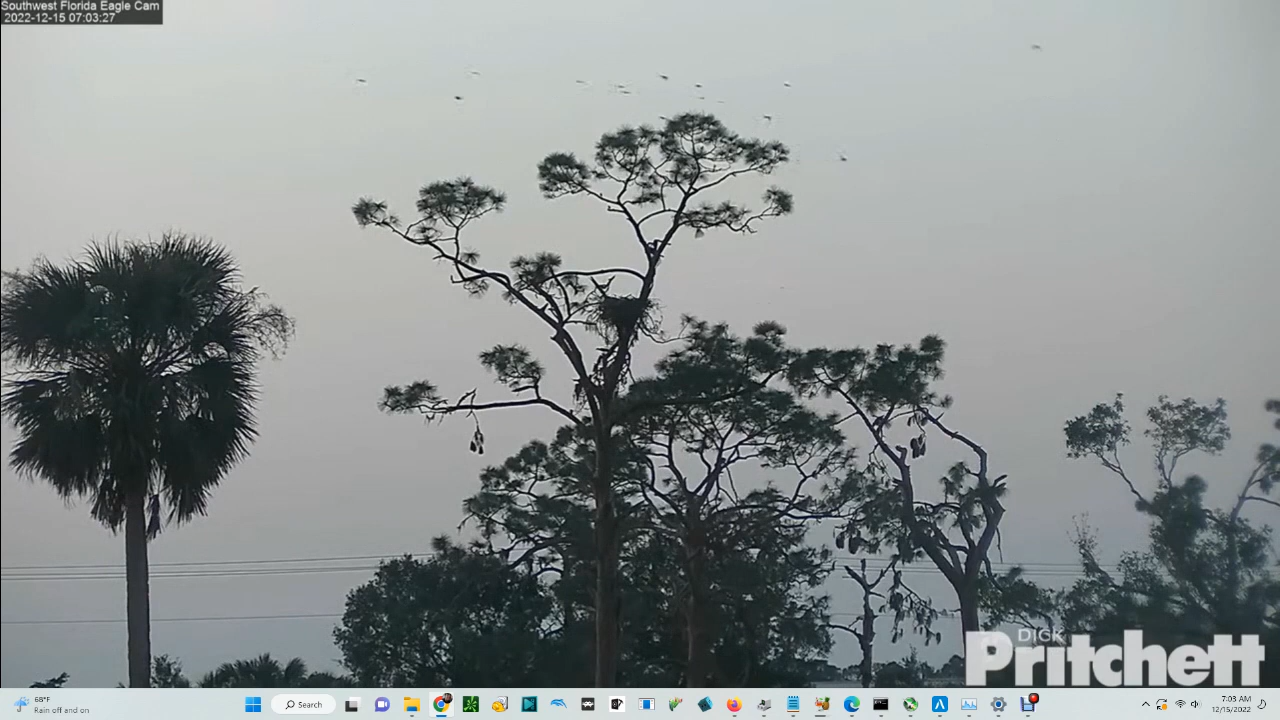 Southwest Florida Eagle Cam
2022-12-15 07:03:27
DICK
Pritchett
68°F
Rain off and on
Search
7:03 AM
12/15/2022